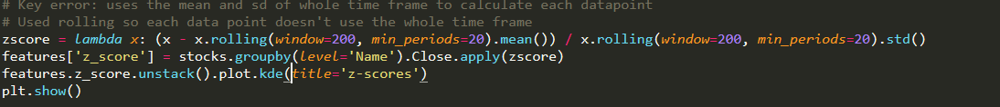 # Key error: uses the mean and sd of whole time frame to calculate each datapoint
# Used rolling so each data point doesn't use the whole time frame
zscore = lambda x: (x - x.rolling(window=200, min_periods=20).mean()) / x.rolling(window=200, min_periods=20).std()
features['z_score'] = stocks.groupby(level='Name').Close.apply(zscore)
features.z_score.unstack().plot.kde(title='z-scores')
plt.show()